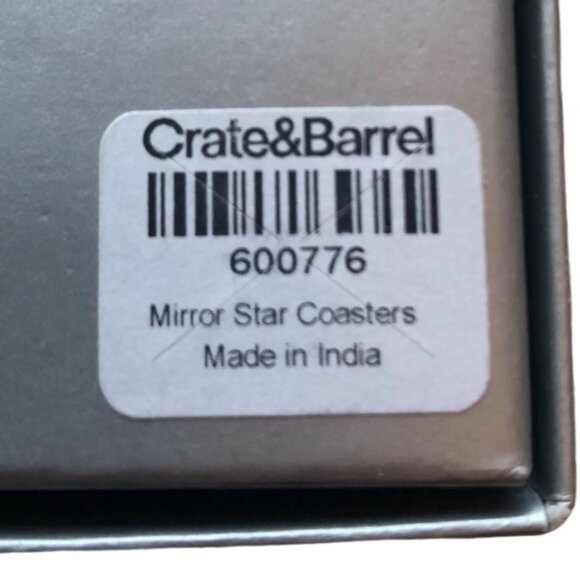 Crate&Barrel
600776
Mirror Star Coasters
Made in India